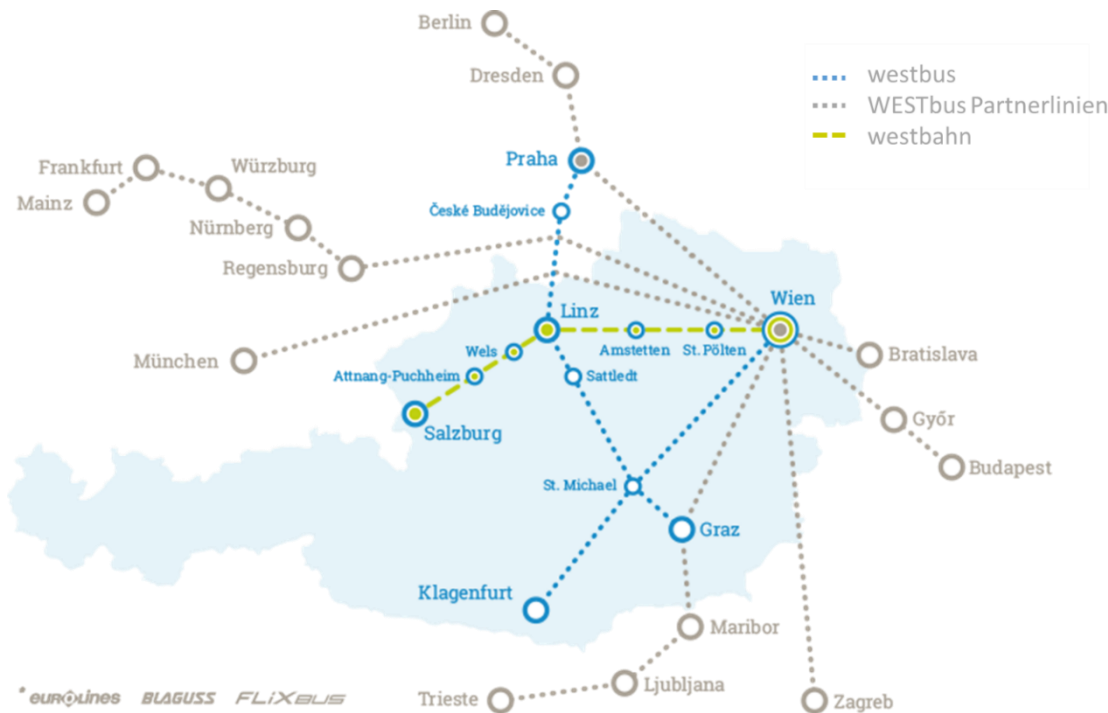 Berlin
Dresden
westbus
WESTbus Partnerlinien
westbahn
Praha
Frankfurt
Würzburg
Mainz
České Budějovice
Nürnberg
Regensburg
Linz
Wien
München
Wels
Amstetten
St. Pölten
Bratislava
Attnang-Puchheim
Sattledt
Salzburg
Győr
Budapest
St. Michael
Graz
Klagenfurt
Maribor
Ljubljana
Trieste
Zagreb
eurolines BLAGUSS FLiXBUS